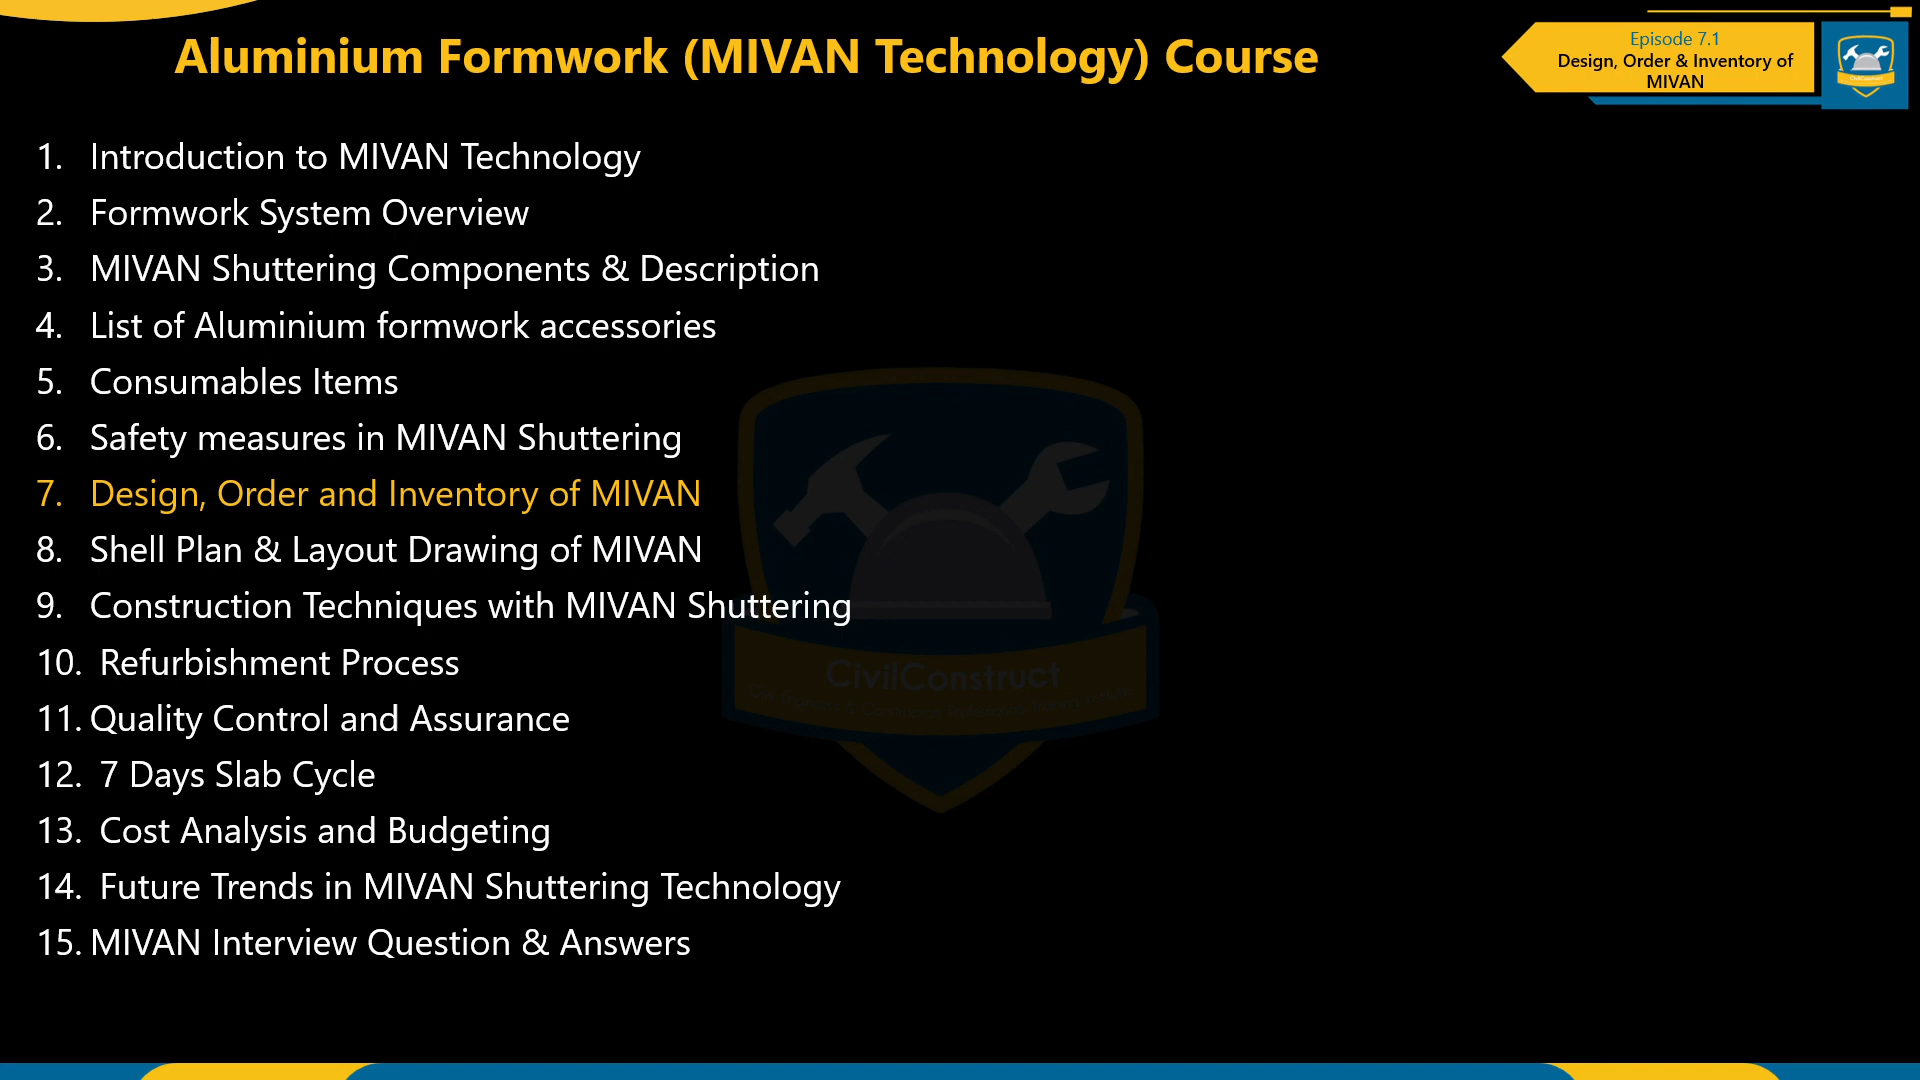 Aluminium Formwork (MIVAN Technology) Course
Episode 7.1
Design, Order & Inventory of
MIVAN
1. Introduction to MIVAN Technology
2. Formwork System Overview
3. MIVAN Shuttering Components & Description
4. List of Aluminium formwork accessories
5. Consumables Items
6. Safety measures in MIVAN Shuttering
7. Design, Order and Inventory of MIVAN
8. Shell Plan & Layout Drawing of MIVAN
9. Construction Techniques with MIVAN Shuttering
10. Refurbishment Process
11. Quality Control and Assurance
12. 7 Days Slab Cycle
13. Cost Analysis and Budgeting
14. Future Trends in MIVAN Shuttering Technology
15. MIVAN Interview Question & Answers
CivilConstruct